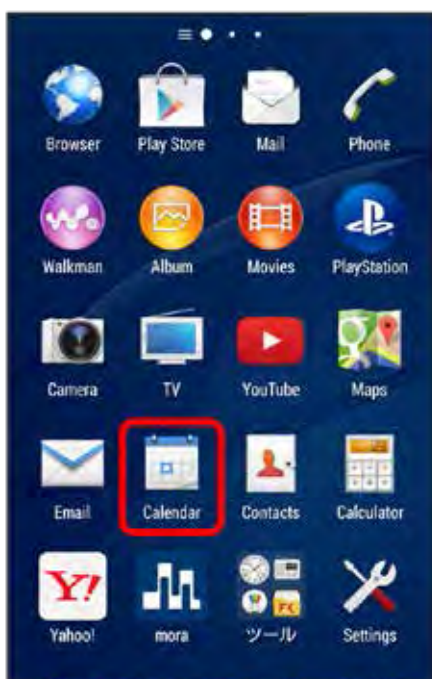 Browser Play Store Mail Phone
Walkman Album Movies PlayStation
Camera TV YouTube Maps
Email Calendar Contacts Calculator
Y!
Yahoo! mora ツール Settings